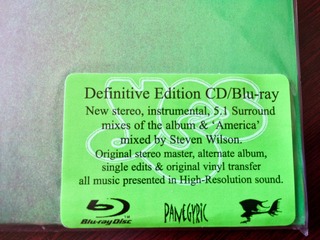 yes
Definitive Edition CD/Blu-ray
New stereo, instrumental, 5.1 Surround
mixes of the album & ‘America’
mixed by Steven Wilson.
Original stereo master, alternate album,
single edits & original vinyl transfer
all music presented in High-Resolution sound.
Blu-ray Disc
PANEGYRIC